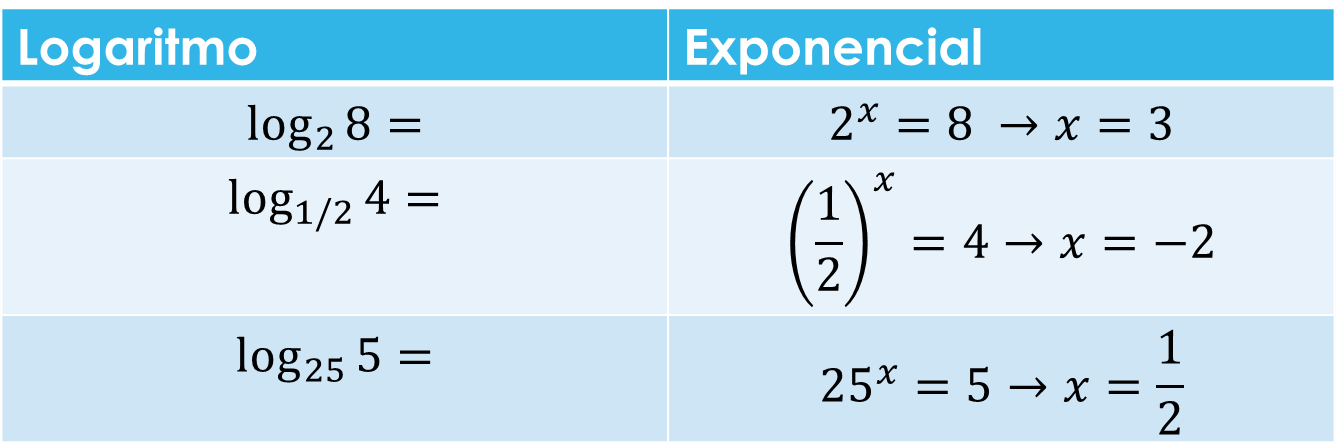 Logaritmo Exponencial
log₂ 8 = 2ˣ = 8 → x = 3
log₁/₂ 4 = (1/2)ˣ = 4 → x = −2
log₂₅ 5 = 25ˣ = 5 → x = 1/2